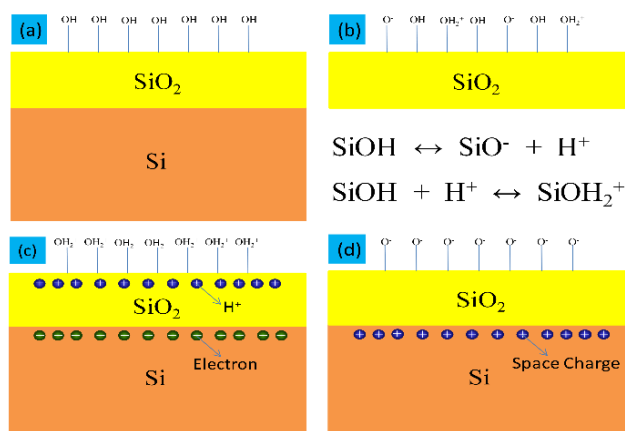 (a) OH OH OH OH OH OH OH
SiO₂
Si
(b) O⁻ OH OH₂⁺ OH O⁻ OH OH₂⁺
SiO₂
SiOH ↔ SiO⁻ + H⁺
SiOH + H⁺ ↔ SiOH₂⁺
(c) OH₂ OH₂ OH₂ OH₂ OH₂ OH₂⁺ OH₂⁺
+ + + + + + + + + + + +
SiO₂ H⁺
− − − − − − − − − − −
Electron
Si
(d) O⁻ O⁻ O⁻ O⁻ O⁻ O⁻ O⁻
SiO₂
+ + + + + + + + + + + +
Si Space Charge